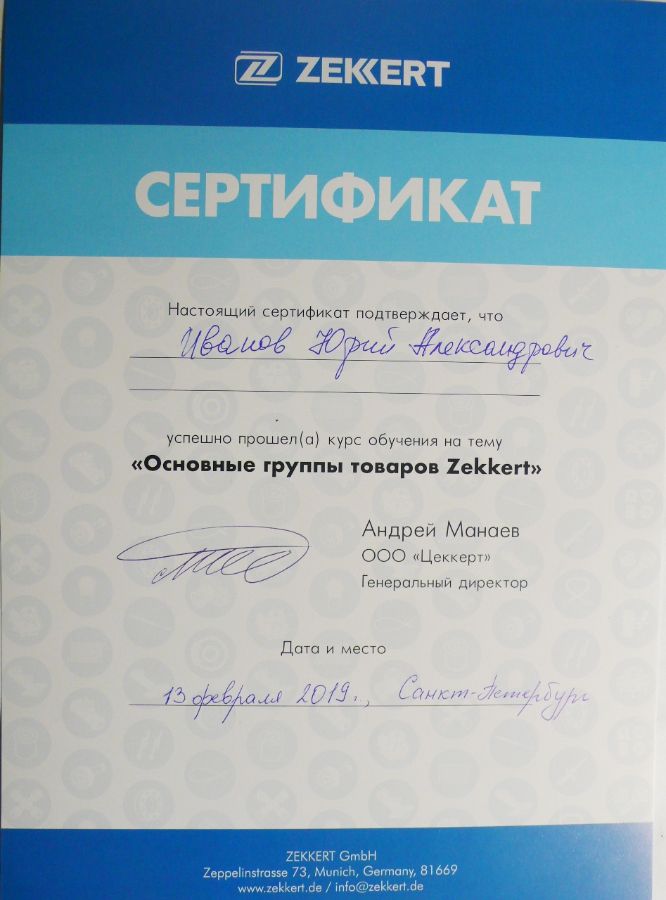 ZEKKERT
СЕРТИФИКАТ
Настоящий сертификат подтверждает, что
Иванов Юрий Александрович
успешно прошел(а) курс обучения на тему
«Основные группы товаров Zekkert»
Андрей Манаев
ООО «Цеккерт»
Генеральный директор
Дата и место
13 февраля 2019г., Санкт-Петербург
ZEKKERT GmbH
Zeppelinstrasse 73, Munich, Germany, 81669
www.zekkert.de / info@zekkert.de